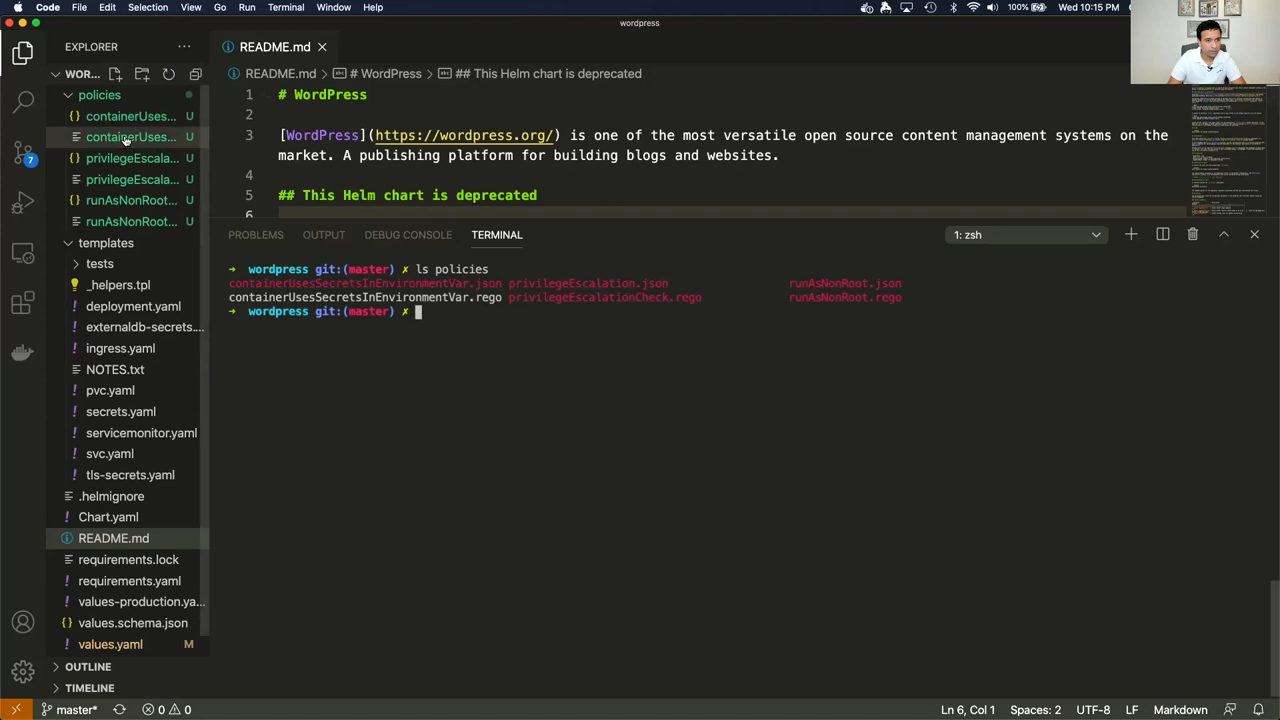 Code File Edit Selection View Go Run Terminal Window Help 100% Wed 10:15 PM
wordpress
EXPLORER
WOR...
policies
containerUses... U
containerUses... U
privilegeEscala... U
privilegeEscala... U
runAsNonRoot... U
runAsNonRoot... U
templates
tests
_helpers.tpl
deployment.yaml
externaldb-secrets....
ingress.yaml
NOTES.txt
pvc.yaml
secrets.yaml
servicemonitor.yaml
svc.yaml
tls-secrets.yaml
.helmignore
Chart.yaml
README.md
requirements.lock
requirements.yaml
values-production.ya...
values.schema.json
values.yaml M
OUTLINE
TIMELINE
7
README.md
README.md > # WordPress > ## This Helm chart is deprecated
1 # WordPress
2
3 [WordPress](https://wordpress.org/) is one of the most versatile open source content management systems on the
market. A publishing platform for building blogs and websites.
4
5 ## This Helm chart is deprecated
6
PROBLEMS OUTPUT DEBUG CONSOLE TERMINAL 1: zsh
→ wordpress git:(master) ✗ ls policies
containerUsesSecretsInEnvironmentVar.json privilegeEscalation.json runAsNonRoot.json
containerUsesSecretsInEnvironmentVar.rego privilegeEscalationCheck.rego runAsNonRoot.rego
→ wordpress git:(master) ✗
master* 0 0 Ln 6, Col 1 Spaces: 2 UTF-8 LF Markdown